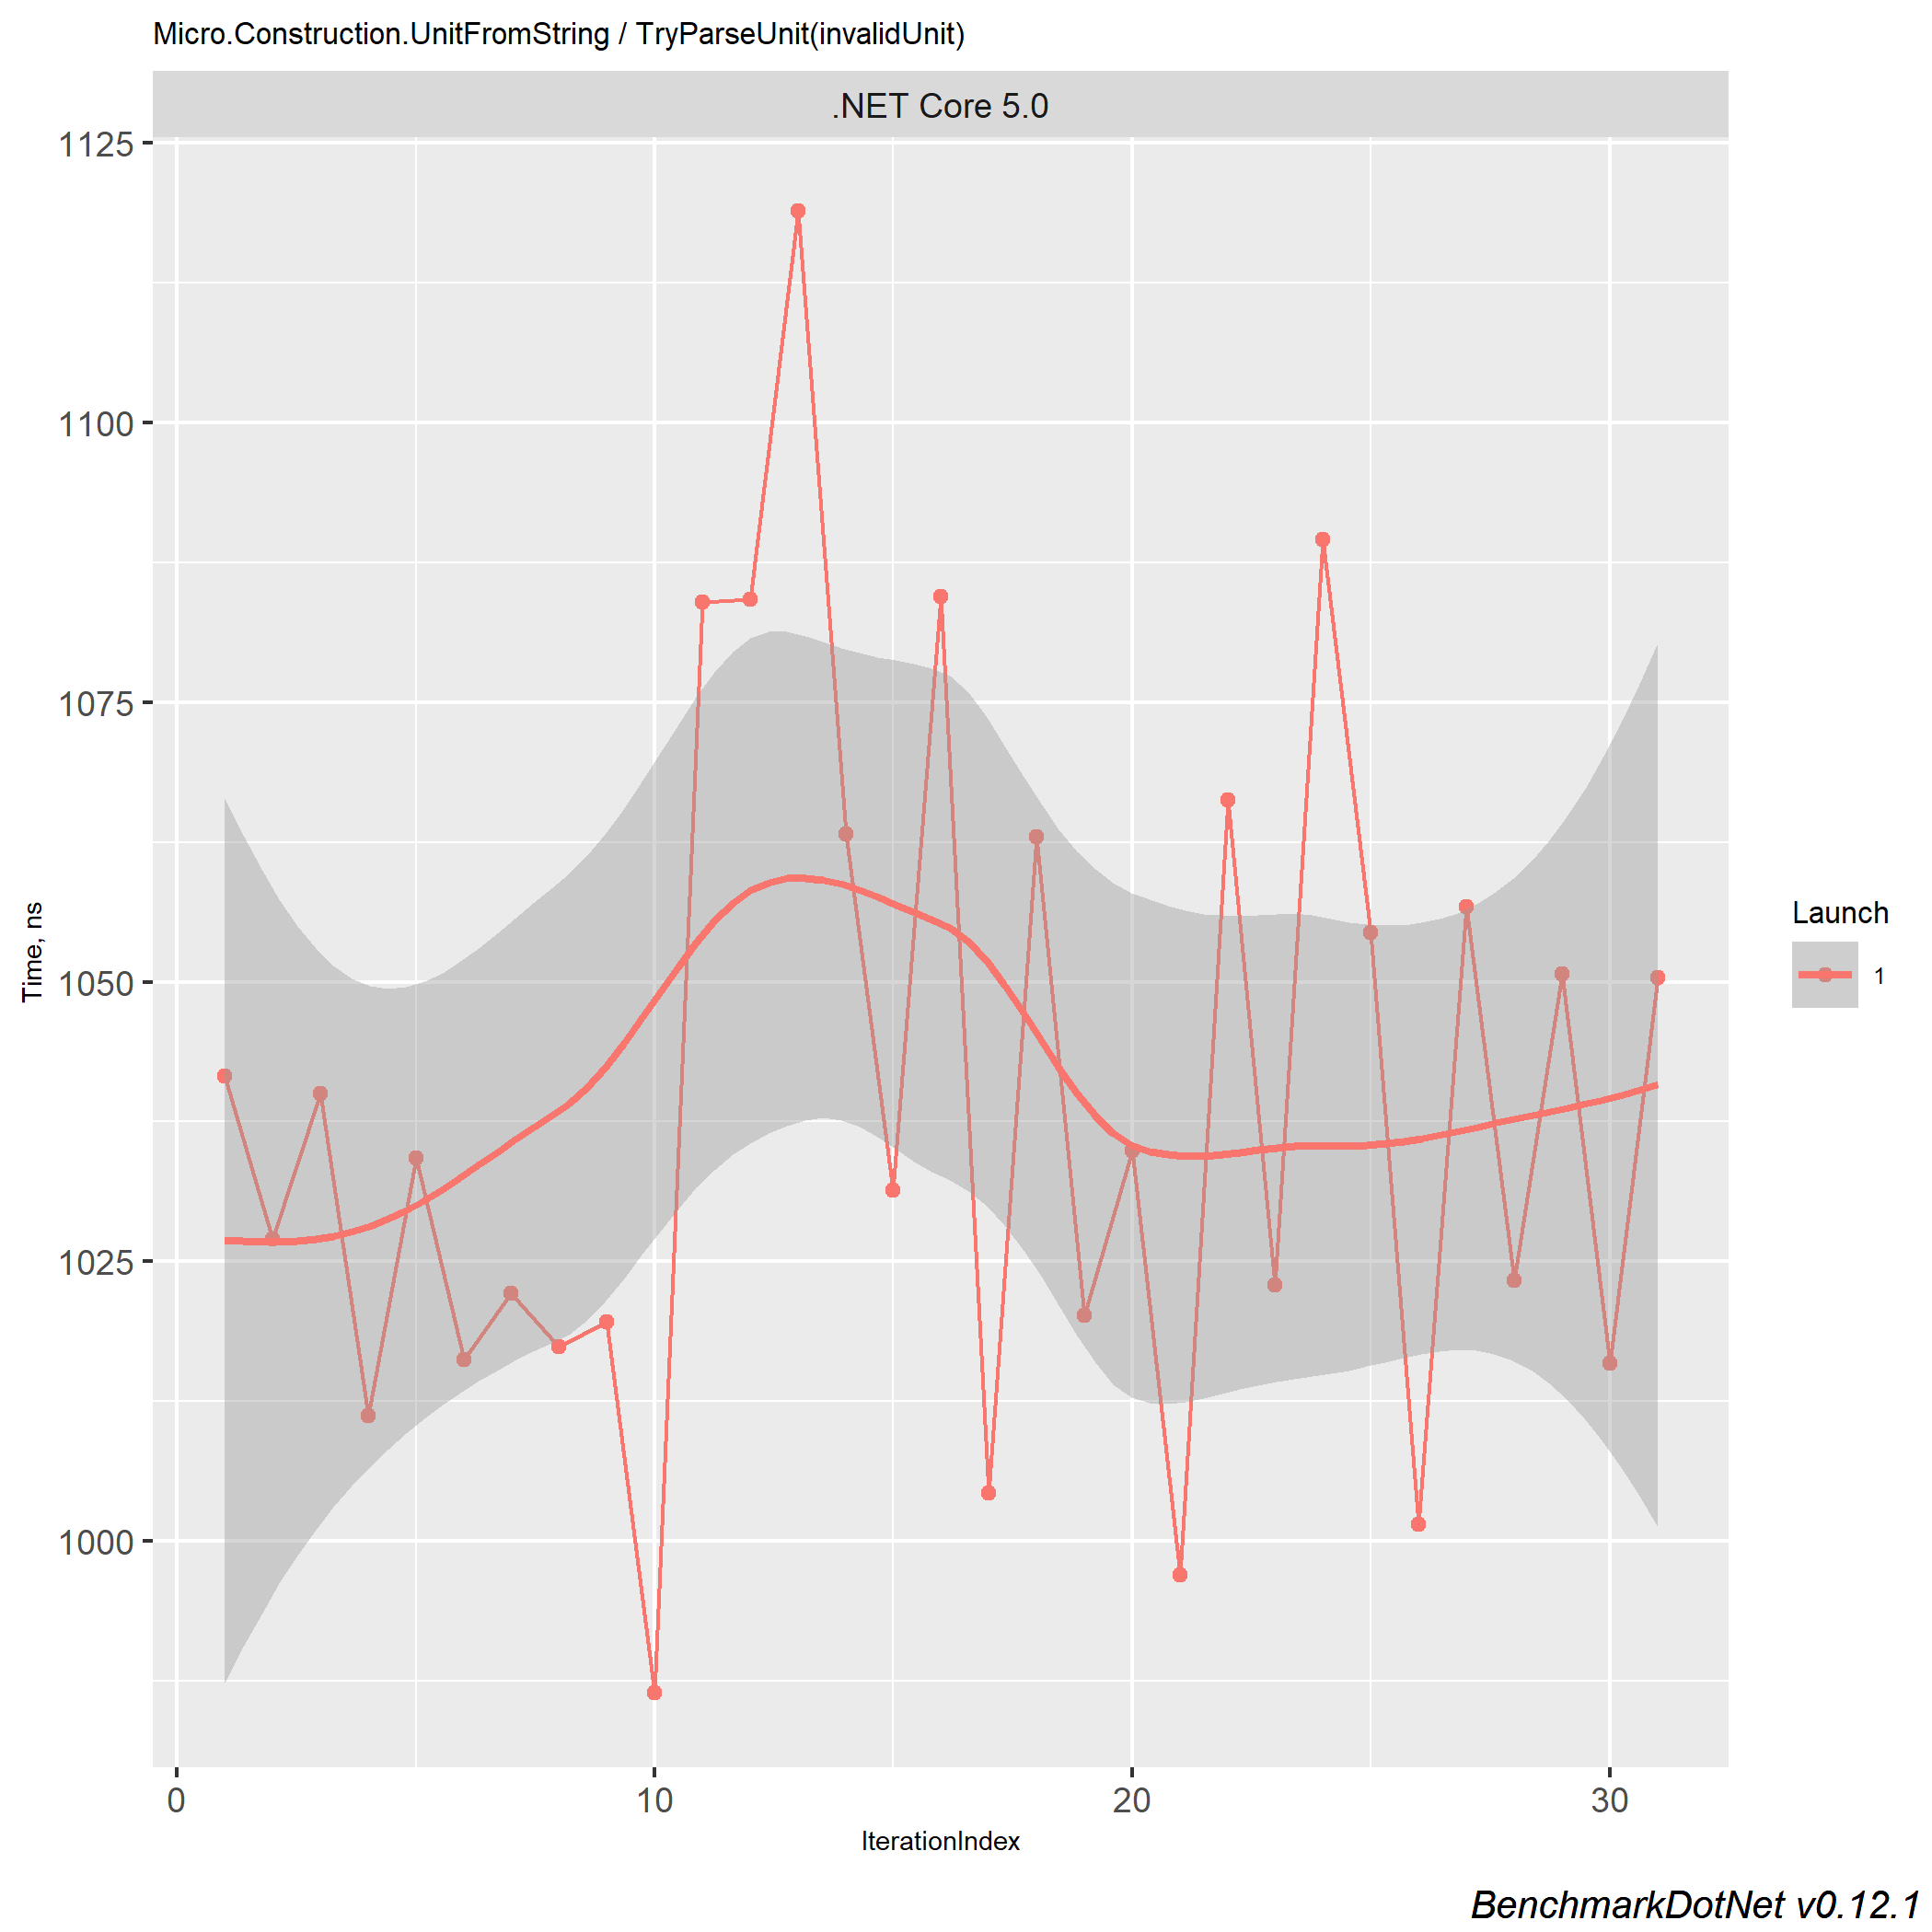 Micro.Construction.UnitFromString / TryParseUnit(invalidUnit)
.NET Core 5.0
1125
1100
1075
1050
1025
1000
Time, ns
0 10 20 30
IterationIndex
Launch
1
BenchmarkDotNet v0.12.1